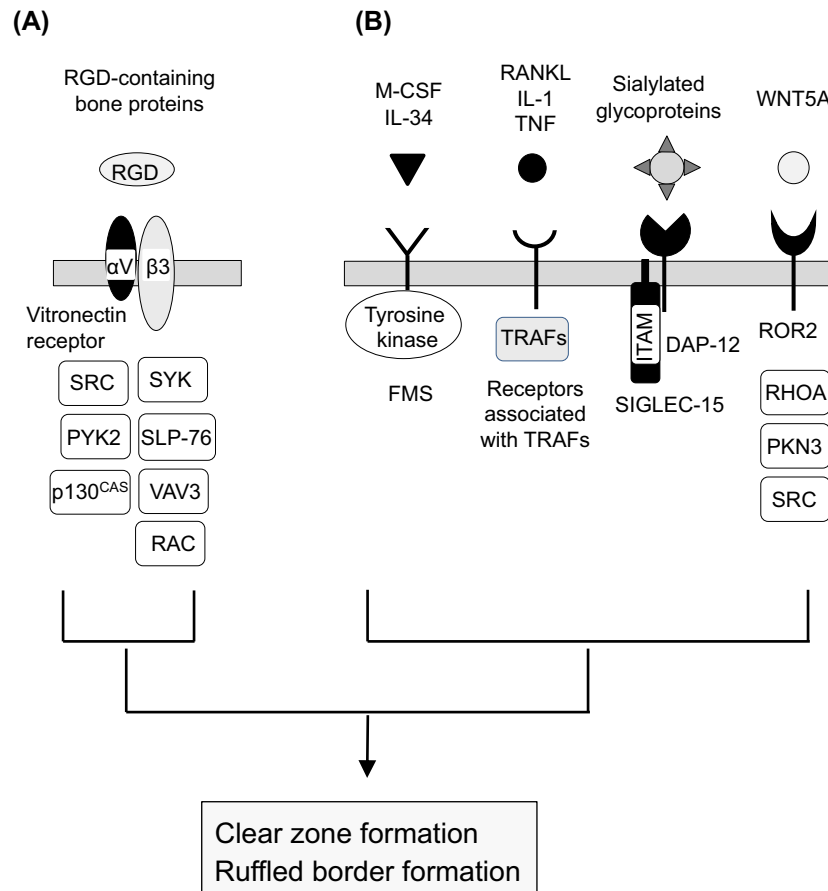 (A)
RGD-containing
bone proteins
RGD
αV
β3
Vitronectin
receptor
SRC
SYK
PYK2
SLP-76
p130CAS
VAV3
RAC
(B)
M-CSF
IL-34
RANKL
IL-1
TNF
Sialylated
glycoproteins
WNT5A
Tyrosine
kinase
FMS
TRAFs
Receptors
associated
with TRAFs
ITAM
DAP-12
SIGLEC-15
ROR2
RHOA
PKN3
SRC
Clear zone formation
Ruffled border formation